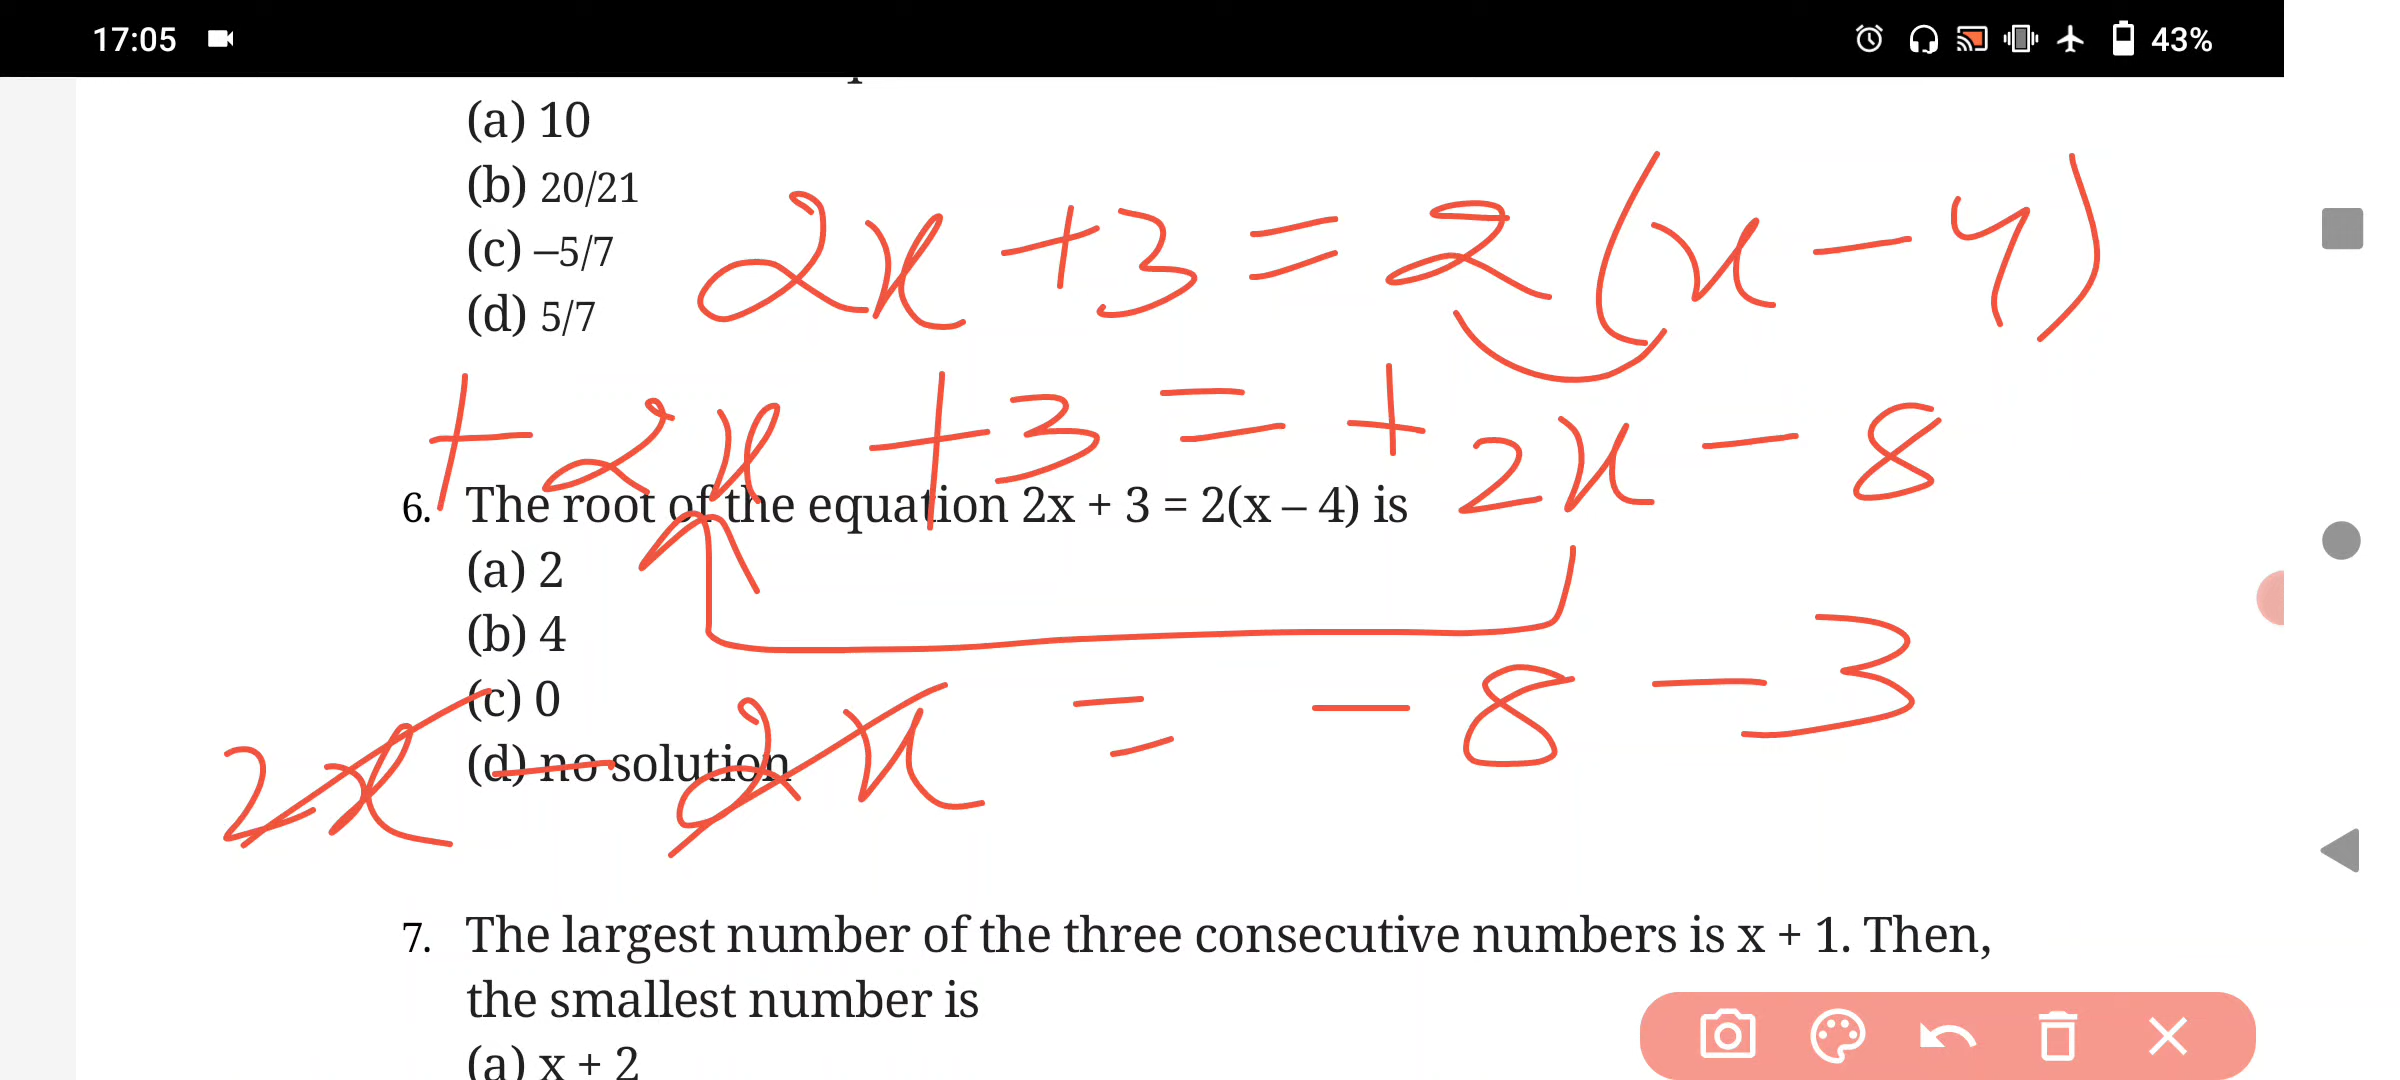 17:05 43%
(a) 10
(b) 20/21
(c) –5/7
(d) 5/7
2x + 3 = 2(x - 4)
+ 2x + 3 = + 2x - 8
6. The root of the equation 2x + 3 = 2(x – 4) is
(a) 2
(b) 4
(c) 0
(d) no solution
2x - 2x = - 8 - 3
7. The largest number of the three consecutive numbers is x + 1. Then,
the smallest number is
(a) x + 2